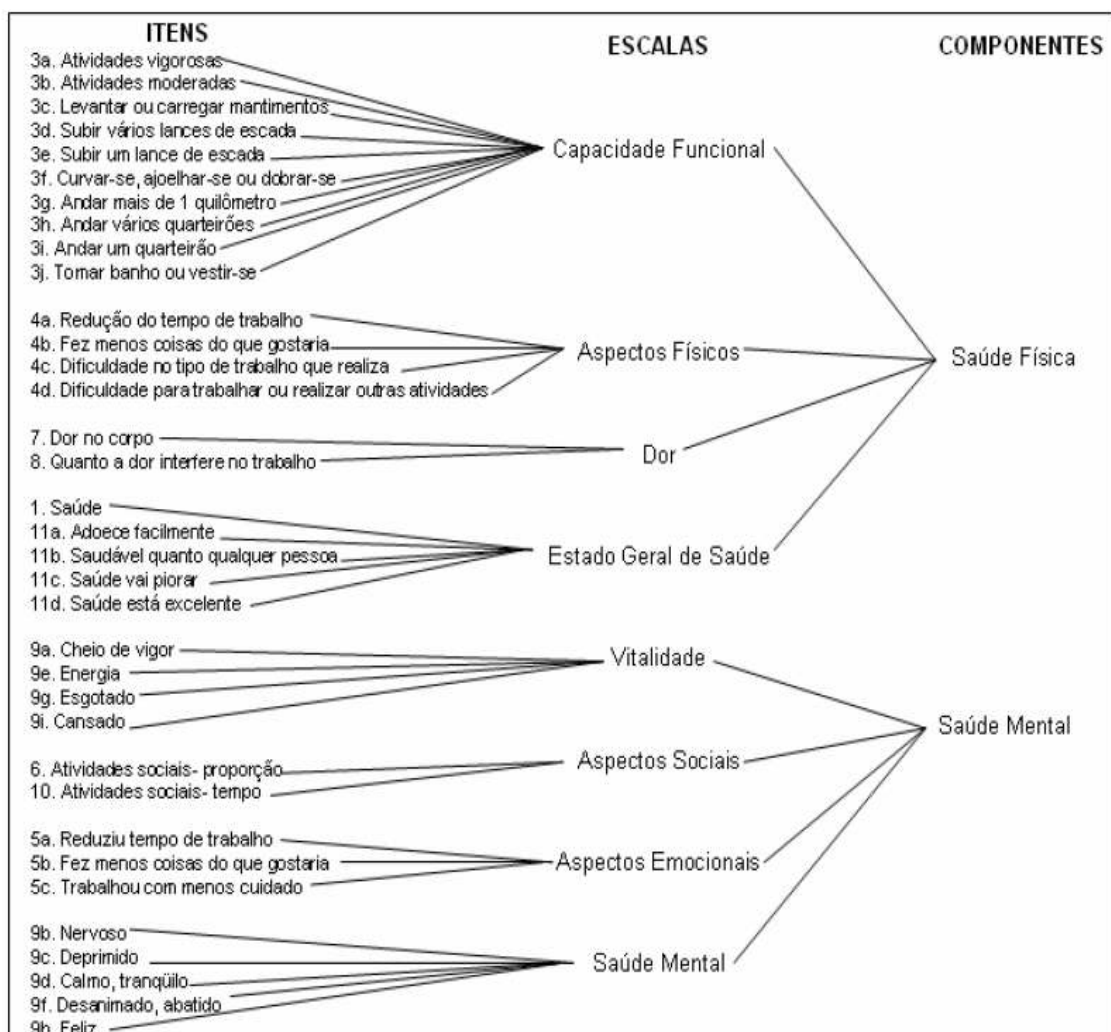 ITENS
ESCALAS
COMPONENTES
3a. Atividades vigorosas
3b. Atividades moderadas
3c. Levantar ou carregar mantimentos
3d. Subir vários lances de escada
3e. Subir um lance de escada
3f. Curvar-se, ajoelhar-se ou dobrar-se
3g. Andar mais de 1 quilômetro
3h. Andar vários quarteirões
3i. Andar um quarteirão
3j. Tomar banho ou vestir-se
Capacidade Funcional
4a. Redução do tempo de trabalho
4b. Fez menos coisas do que gostaria
4c. Dificuldade no tipo de trabalho que realiza
4d. Dificuldade para trabalhar ou realizar outras atividades
Aspectos Físicos
Saúde Física
7. Dor no corpo
8. Quanto a dor interfere no trabalho
Dor
1. Saúde
11a. Adoece facilmente
11b. Saudável quanto qualquer pessoa
11c. Saúde vai piorar
11d. Saúde está excelente
Estado Geral de Saúde
9a. Cheio de vigor
9e. Energia
9g. Esgotado
9i. Cansado
Vitalidade
6. Atividades sociais- proporção
10. Atividades sociais- tempo
Aspectos Sociais
Saúde Mental
5a. Reduziu tempo de trabalho
5b. Fez menos coisas do que gostaria
5c. Trabalhou com menos cuidado
Aspectos Emocionais
9b. Nervoso
9c. Deprimido
9d. Calmo, tranqüilo
9f. Desanimado, abatido
9h. Feliz
Saúde Mental